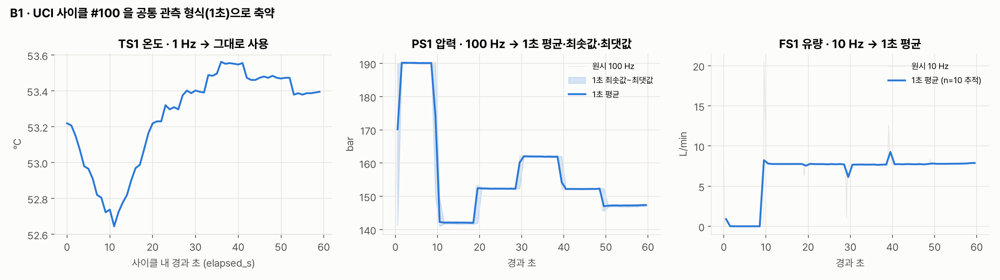 B1 · UCI 사이클 #100 을 공통 관측 형식(1초)으로 축약
TS1 온도 · 1 Hz → 그대로 사용
53.6
53.4
53.2
53.0
52.8
52.6
°C
0 10 20 30 40 50 60
사이클 내 경과 초 (elapsed_s)
PS1 압력 · 100 Hz → 1초 평균·최솟값·최댓값
원시 100 Hz
1초 최솟값~최댓값
1초 평균
190
180
170
160
150
140
bar
0 10 20 30 40 50 60
경과 초
FS1 유량 · 10 Hz → 1초 평균
원시 10 Hz
1초 평균 (n=10 추적)
20
15
10
5
0
L/min
0 10 20 30 40 50 60
경과 초